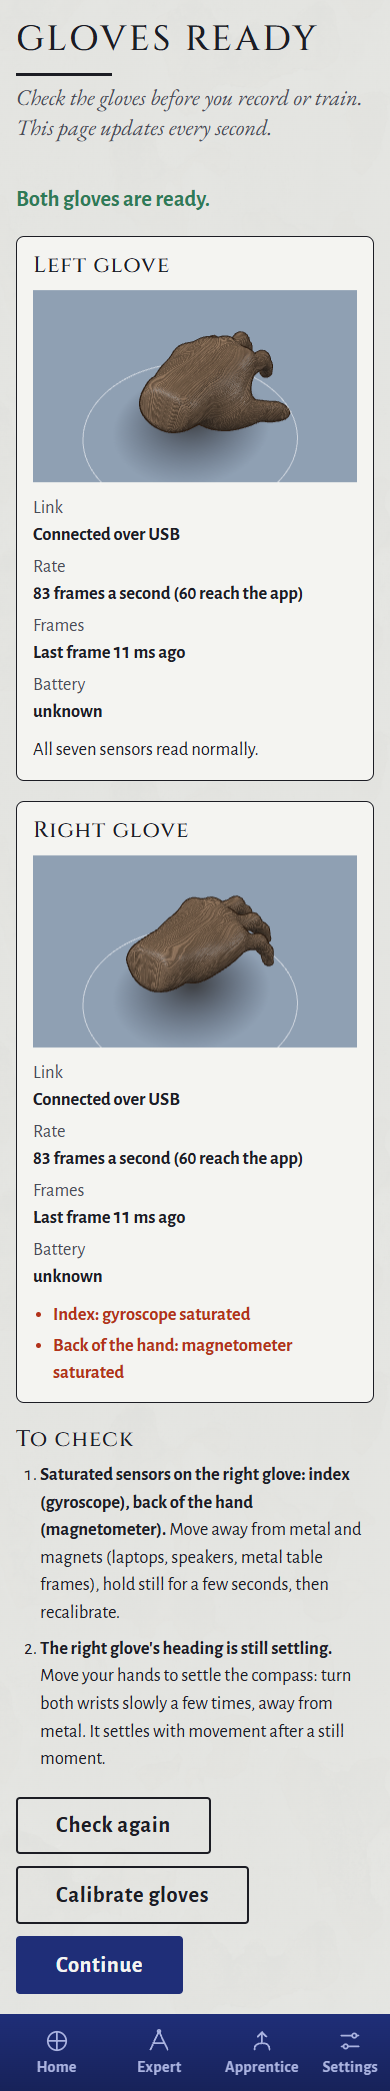 GLOVES READY
Check the gloves before you record or train.
This page updates every second.
Both gloves are ready.
Left glove
Link
Connected over USB
Rate
83 frames a second (60 reach the app)
Frames
Last frame 11 ms ago
Battery
unknown
All seven sensors read normally.
Right glove
Link
Connected over USB
Rate
83 frames a second (60 reach the app)
Frames
Last frame 11 ms ago
Battery
unknown
• Index: gyroscope saturated
• Back of the hand: magnetometer
saturated
To check
1. Saturated sensors on the right glove: index
(gyroscope), back of the hand
(magnetometer). Move away from metal and
magnets (laptops, speakers, metal table
frames), hold still for a few seconds, then
recalibrate.
2. The right glove's heading is still settling.
Move your hands to settle the compass: turn
both wrists slowly a few times, away from
metal. It settles with movement after a still
moment.
Check again
Calibrate gloves
Continue
Home Expert Apprentice Settings